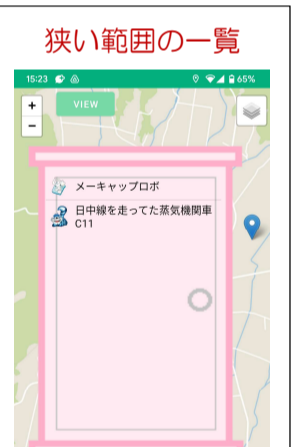 狭い範囲の一覧
15:23 65%
+
VIEW
−
メーキャップロボ
日中線を走ってた蒸気機関車
C11